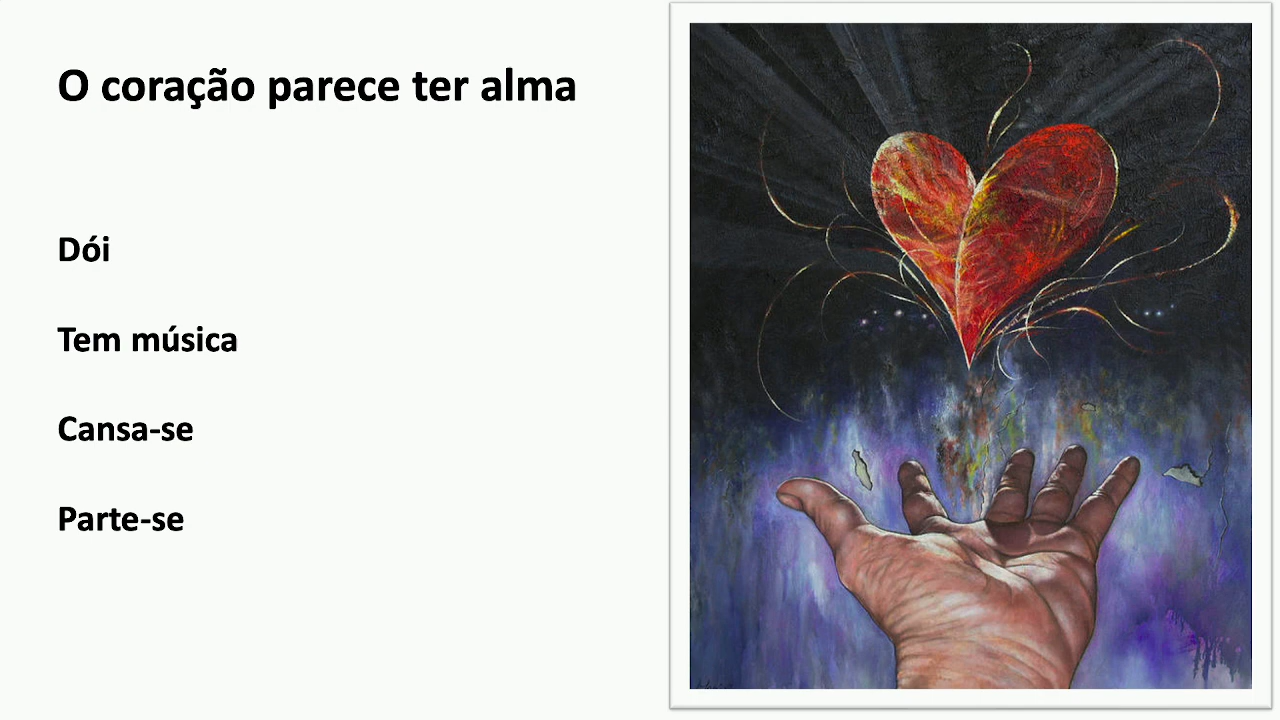 O coração parece ter alma
Dói
Tem música
Cansa-se
Parte-se